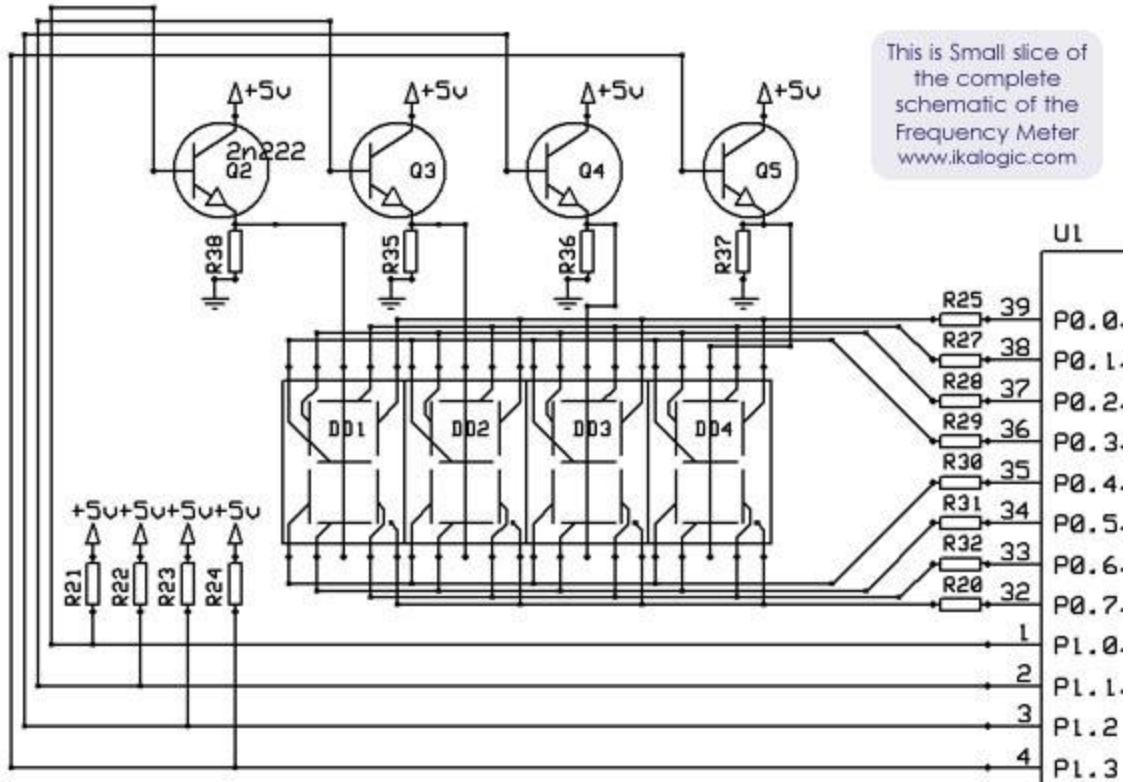 This is Small slice of
the complete
schematic of the
Frequency Meter
www.ikalogic.com
+5v
+5v
+5v
+5v
2n222
Q2
Q3
Q4
Q5
R38
R35
R36
R37
U1
R25 39 P0.0.
R27 38 P0.1.
R28 37 P0.2.
R29 36 P0.3.
R30 35 P0.4.
R31 34 P0.5.
R32 33 P0.6.
R20 32 P0.7.
1 P1.0.
2 P1.1.
3 P1.2
4 P1.3
DD1
DD2
DD3
DD4
+5v+5v+5v+5v
R21
R22
R23
R24